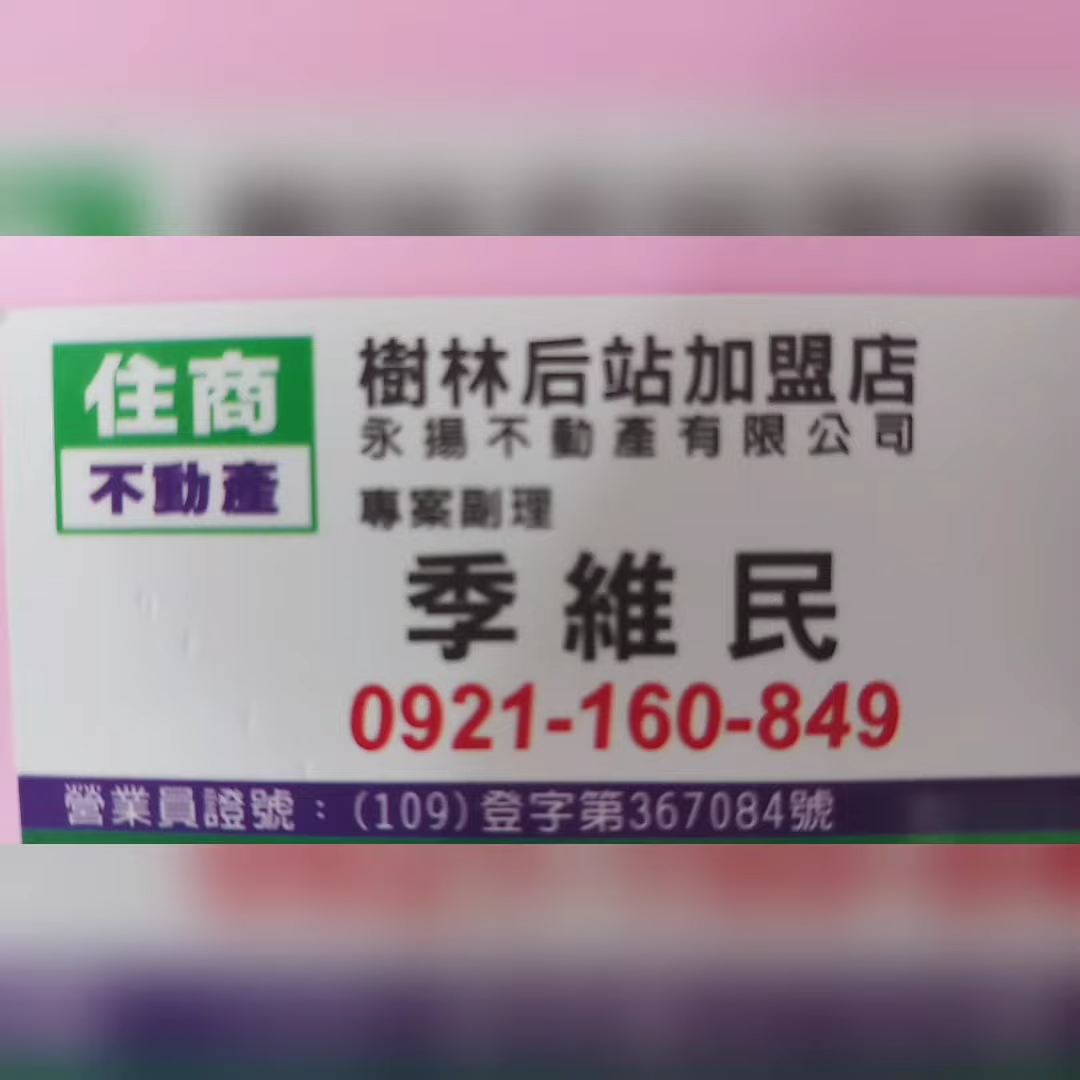 住商
不動產
樹林后站加盟店
永揚不動產有限公司
專案副理
季維民
0921-160-849
營業員證號：(109)登字第367084號